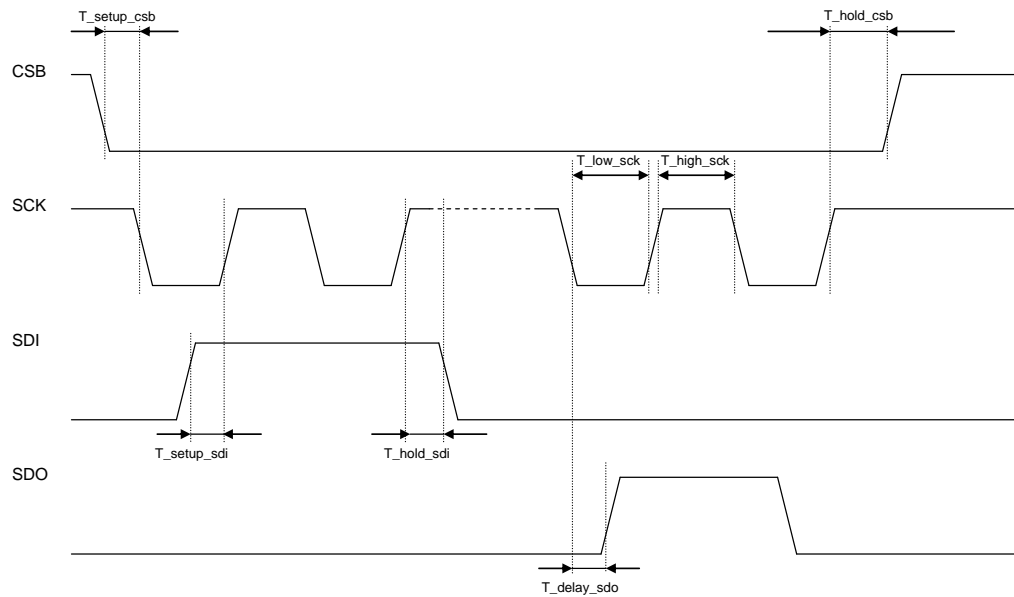 T_setup_csb
T_hold_csb
CSB
T_low_sck
T_high_sck
SCK
SDI
T_setup_sdi
T_hold_sdi
SDO
T_delay_sdo